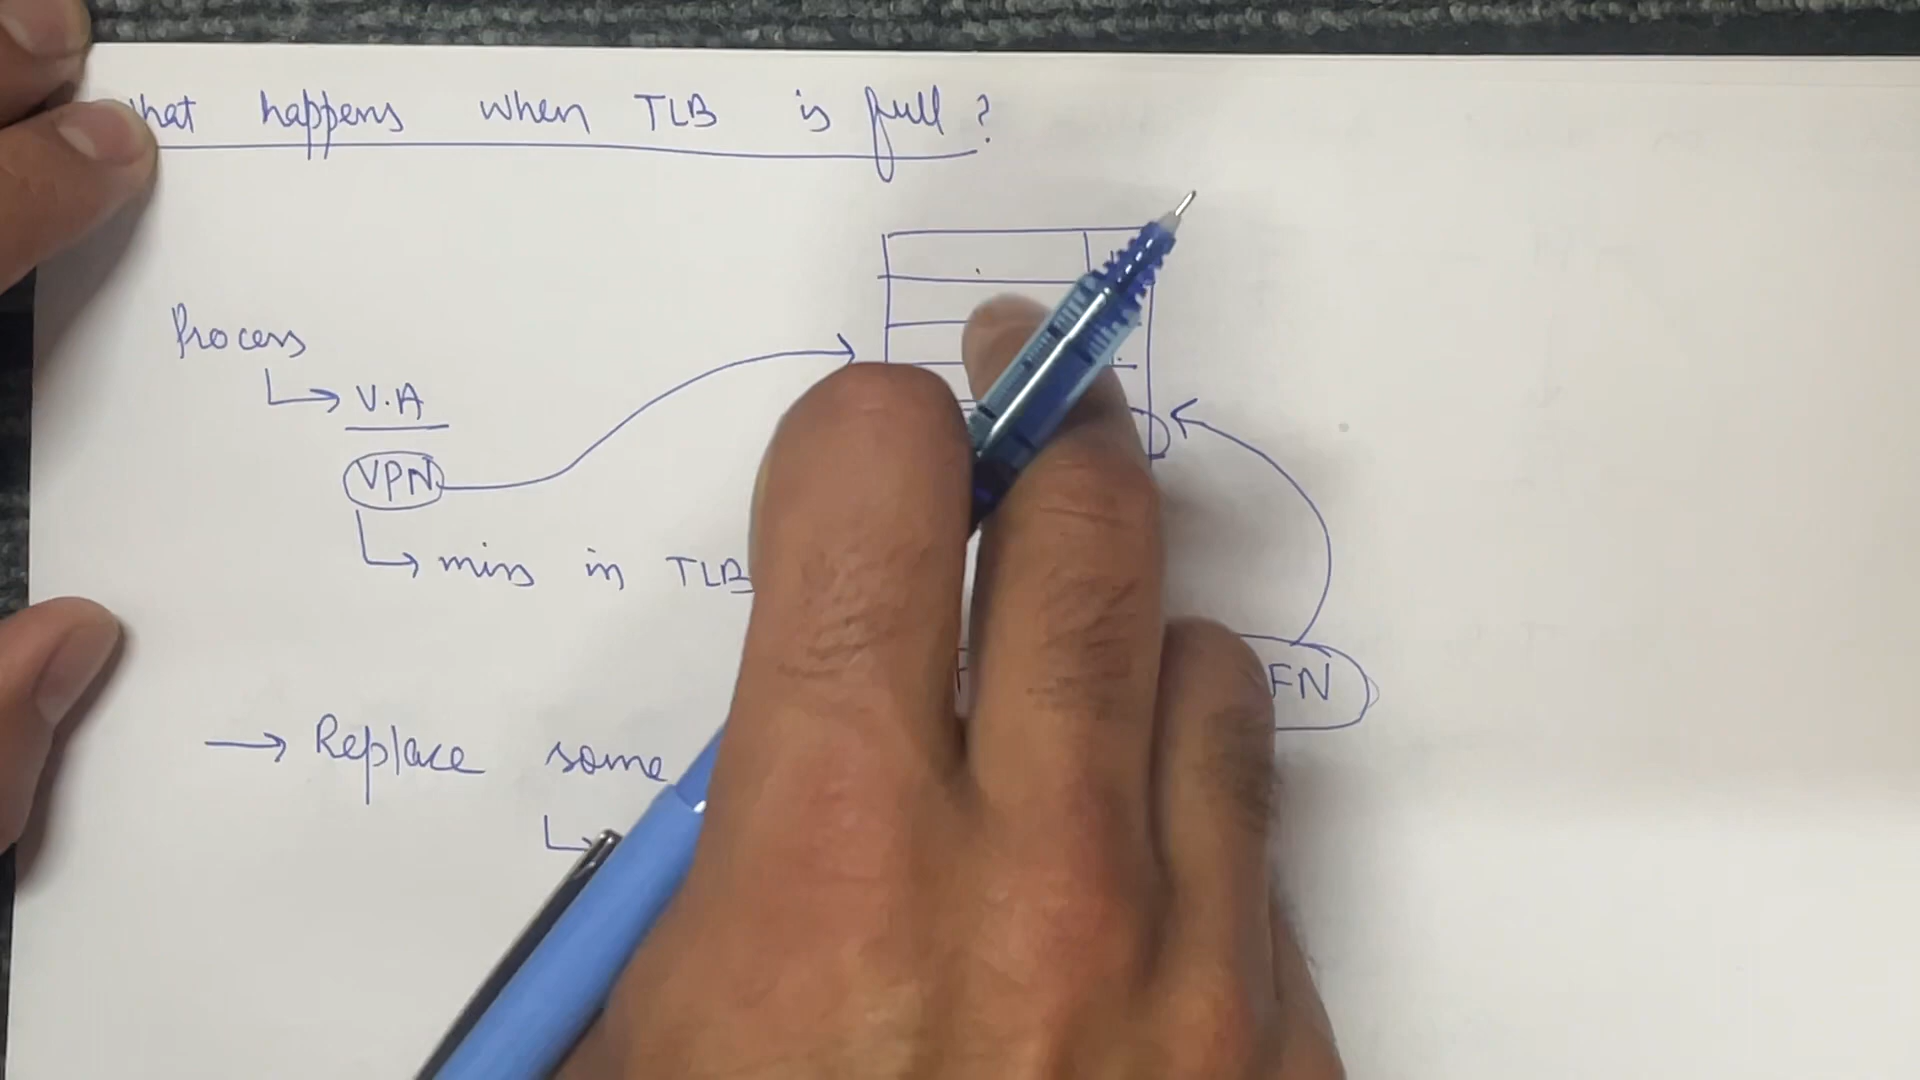 hat happens when TLB is full?
Process
V.A
VPN
miss in TLB
FN
Replace some